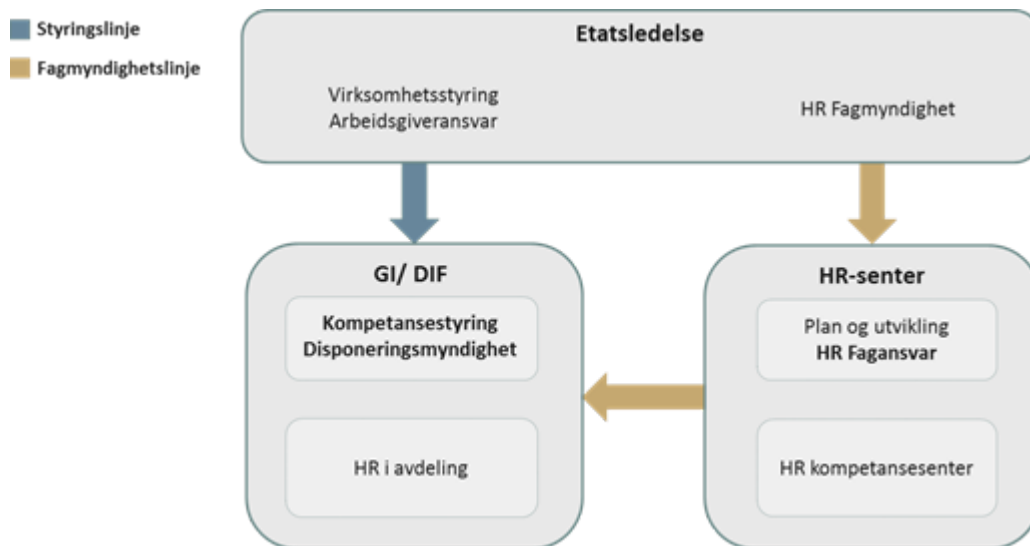 Styringslinje
Fagmyndighetslinje
Etatsledelse
Virksomhetsstyring
Arbeidsgiveransvar
HR Fagmyndighet
GI/ DIF
Kompetansestyring
Disponeringsmyndighet
HR i avdeling
HR-senter
Plan og utvikling
HR Fagansvar
HR kompetansesenter